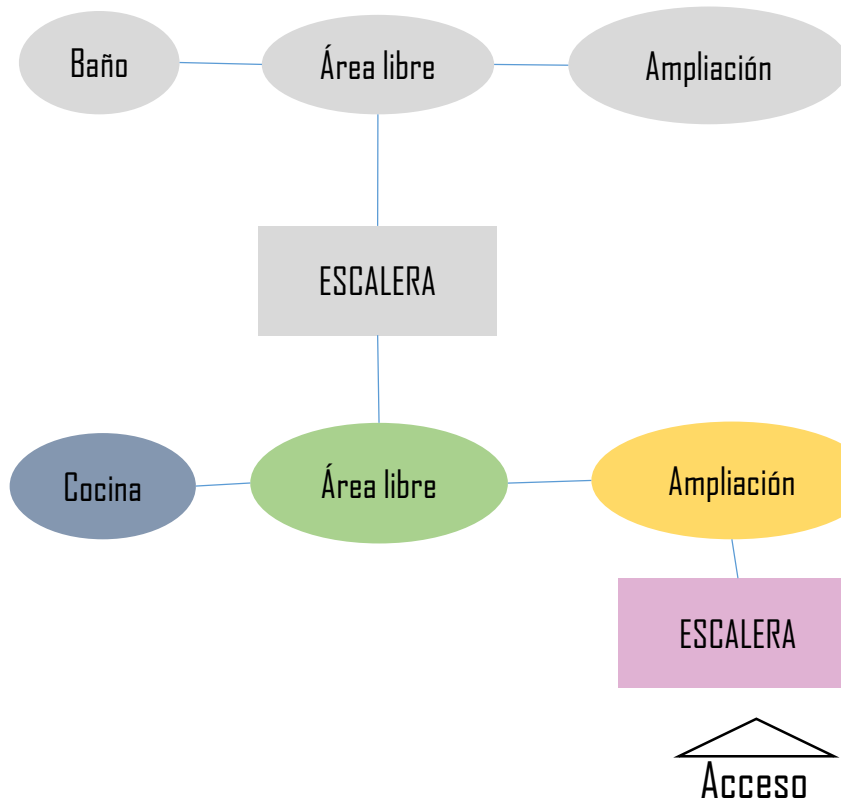 Baño
Área libre
Ampliación
ESCALERA
Cocina
Área libre
Ampliación
ESCALERA
Acceso